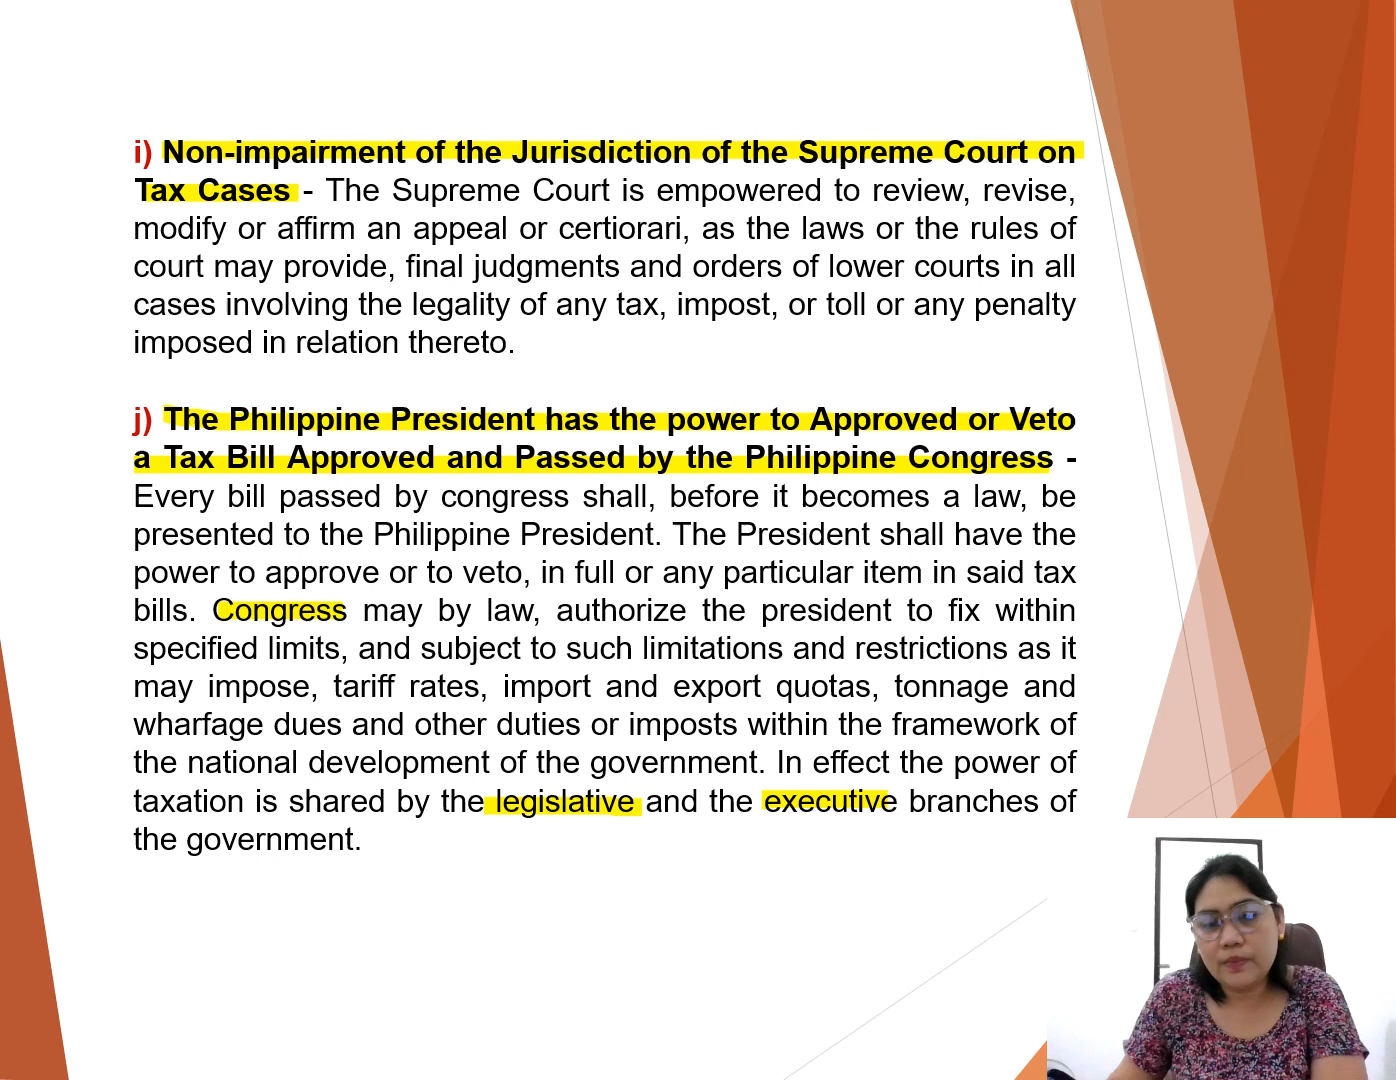 i) Non-impairment of the Jurisdiction of the Supreme Court on
Tax Cases - The Supreme Court is empowered to review, revise,
modify or affirm an appeal or certiorari, as the laws or the rules of
court may provide, final judgments and orders of lower courts in all
cases involving the legality of any tax, impost, or toll or any penalty
imposed in relation thereto.
j) The Philippine President has the power to Approved or Veto
a Tax Bill Approved and Passed by the Philippine Congress -
Every bill passed by congress shall, before it becomes a law, be
presented to the Philippine President. The President shall have the
power to approve or to veto, in full or any particular item in said tax
bills. Congress may by law, authorize the president to fix within
specified limits, and subject to such limitations and restrictions as it
may impose, tariff rates, import and export quotas, tonnage and
wharfage dues and other duties or imposts within the framework of
the national development of the government. In effect the power of
taxation is shared by the legislative and the executive branches of
the government.